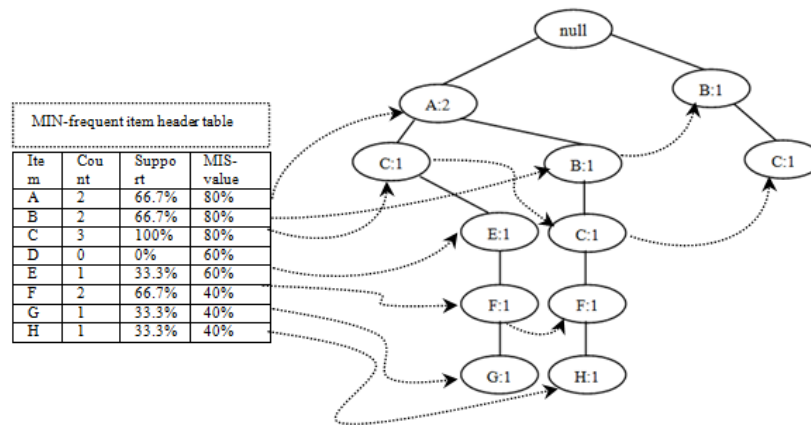 null
A:2
B:1
C:1
B:1
C:1
E:1
C:1
F:1
F:1
G:1
H:1
MIN-frequent item header table
Ite Cou Suppo MIS-
m nt rt value
A 2 66.7% 80%
B 2 66.7% 80%
C 3 100% 80%
D 0 0% 60%
E 1 33.3% 60%
F 2 66.7% 40%
G 1 33.3% 40%
H 1 33.3% 40%